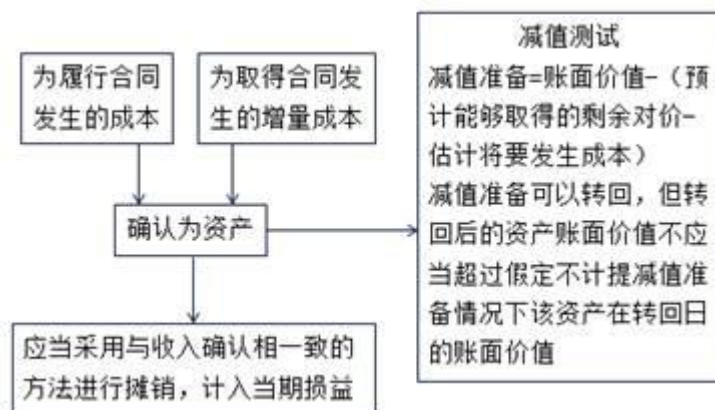 为履行合同
发生的成本
为取得合同发
生的增量成本
确认为资产
应当采用与收入确认相一致的
方法进行摊销，计入当期损益
减值测试
减值准备=账面价值-（预
计能够取得的剩余对价-
估计将要发生成本）
减值准备可以转回，但转
回后的资产账面价值不应
当超过假定不计提减值准
备情况下该资产在转回日
的账面价值